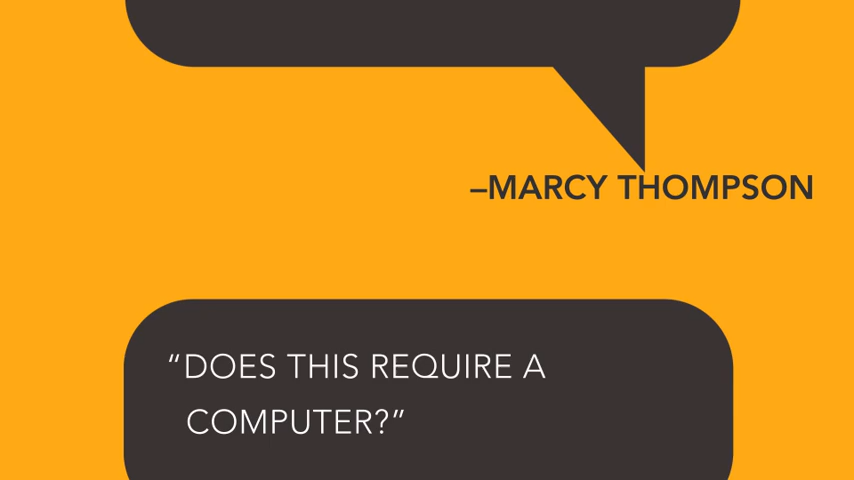 –MARCY THOMPSON
“DOES THIS REQUIRE A
COMPUTER?”